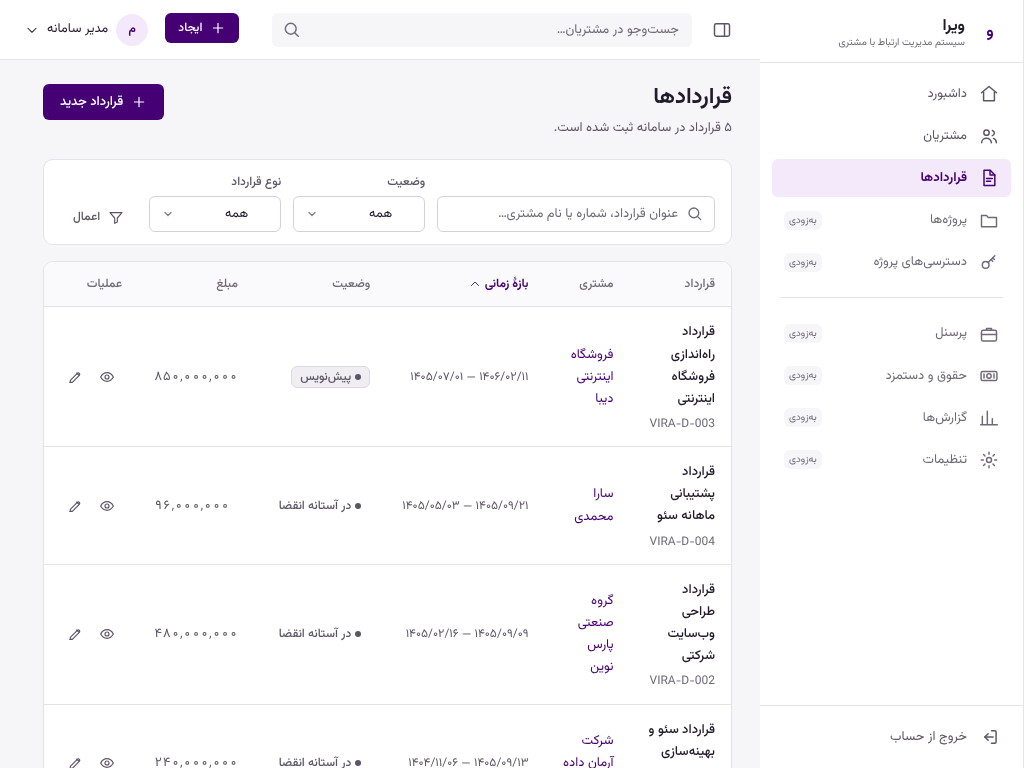 و
ویرا
سیستم مدیریت ارتباط با مشتری
داشبورد
مشتریان
قراردادها
پروژه‌ها
به‌زودی
دسترسی‌های پروژه
به‌زودی
پرسنل
به‌زودی
حقوق و دستمزد
به‌زودی
گزارش‌ها
به‌زودی
تنظیمات
به‌زودی
خروج از حساب
جست‌وجو در مشتریان...
ایجاد
م
مدیر سامانه
قراردادها
۵ قرارداد در سامانه ثبت شده است.
قرارداد جدید
وضعیت
نوع قرارداد
عنوان قرارداد، شماره یا نام مشتری...
همه
همه
اعمال
قرارداد مشتری بازهٔ زمانی وضعیت مبلغ عملیات
قرارداد
راه‌اندازی
فروشگاه
اینترنتی
VIRA-D-003
فروشگاه
اینترنتی
دیبا
۱۴۰۵/۰۷/۰۱ — ۱۴۰۶/۰۲/۱۱
پیش‌نویس
۸۵۰,۰۰۰,۰۰۰
قرارداد
پشتیبانی
ماهانه سئو
VIRA-D-004
سارا
محمدی
۱۴۰۵/۰۵/۰۳ — ۱۴۰۵/۰۹/۲۱
در آستانه انقضا
۹۶,۰۰۰,۰۰۰
قرارداد
طراحی
وب‌سایت
شرکتی
VIRA-D-002
گروه
صنعتی
پارس
نوین
۱۴۰۵/۰۲/۱۶ — ۱۴۰۵/۰۹/۰۹
در آستانه انقضا
۴۸۰,۰۰۰,۰۰۰
قرارداد سئو و
بهینه‌سازی
شرکت
آرمان داده
۱۴۰۴/۱۱/۰۶ — ۱۴۰۵/۰۹/۱۳
در آستانه انقضا
۲۴۰,۰۰۰,۰۰۰